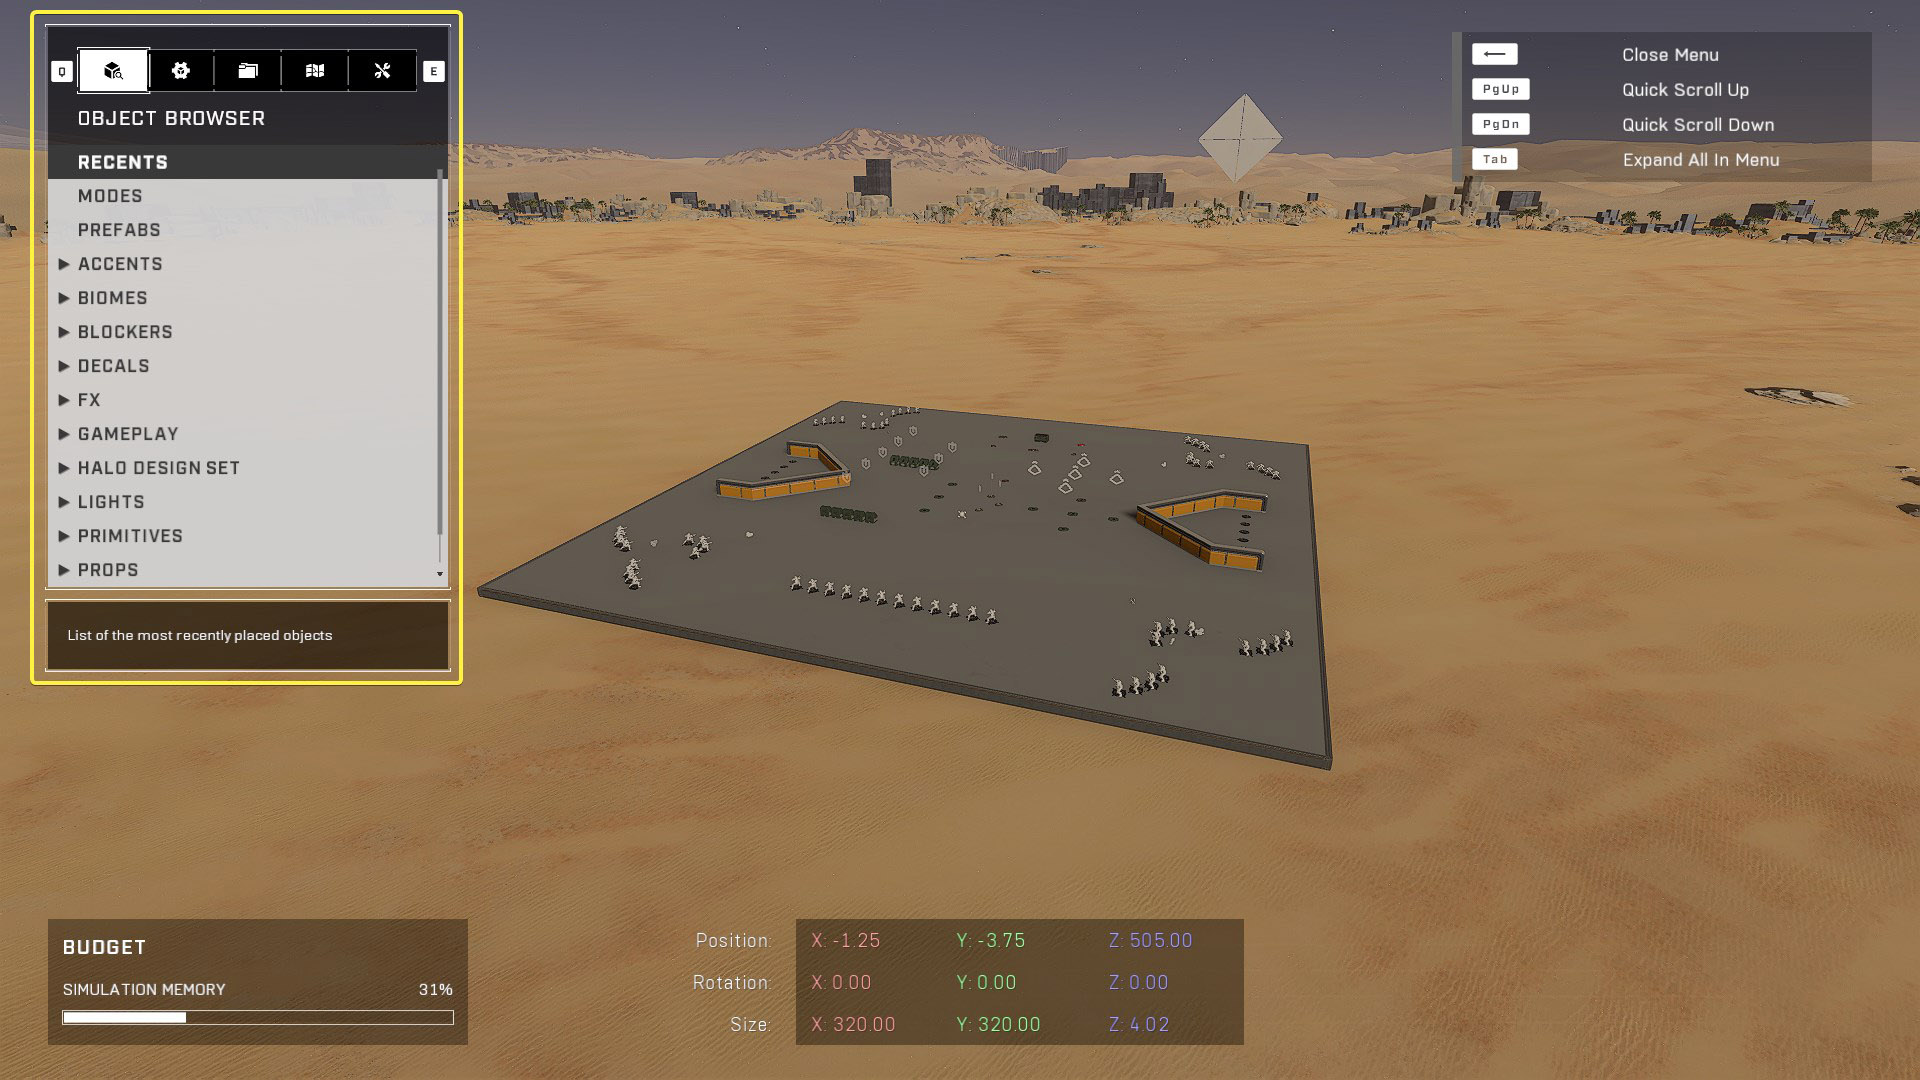 Q
E
OBJECT BROWSER
RECENTS
MODES
PREFABS
ACCENTS
BIOMES
BLOCKERS
DECALS
FX
GAMEPLAY
HALO DESIGN SET
LIGHTS
PRIMITIVES
PROPS
List of the most recently placed objects
Close Menu
PgUp Quick Scroll Up
PgDn Quick Scroll Down
Tab Expand All In Menu
BUDGET
SIMULATION MEMORY 31%
Position: X: -1.25 Y: -3.75 Z: 505.00
Rotation: X: 0.00 Y: 0.00 Z: 0.00
Size: X: 320.00 Y: 320.00 Z: 4.02